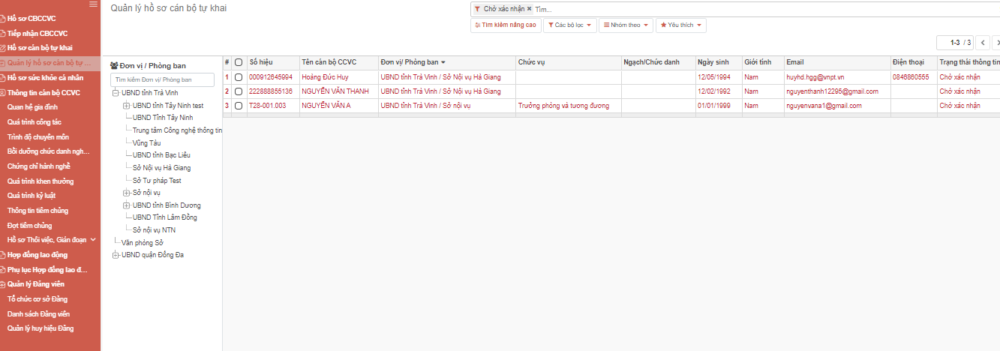 Hồ sơ CBCCVC
Tiếp nhận CBCCVC
Hồ sơ cán bộ tự khai
Quản lý hồ sơ cán bộ tự ...
Hồ sơ sức khỏe cá nhân
Thông tin cán bộ CCVC
Quan hệ gia đình
Quá trình công tác
Trình độ chuyên môn
Bồi dưỡng chức danh ngh...
Chứng chỉ hành nghề
Quá trình khen thưởng
Quá trình kỷ luật
Thông tin tiêm chủng
Đợt tiêm chủng
Hồ sơ Thôi việc, Gián đoạn
Hợp đồng lao động
Phụ lục Hợp đồng lao đ...
Quản lý Đảng viên
Tổ chức cơ sở Đảng
Danh sách Đảng viên
Quản lý huy hiệu Đảng
Quản lý hồ sơ cán bộ tự khai
Chờ xác nhận × Tìm...
Tìm kiếm nâng cao Các bộ lọc Nhóm theo Yêu thích
1-3 / 3
Đơn vị / Phòng ban
Tìm kiếm Đơn vị/ Phòng ban
UBND tỉnh Trà Vinh
UBND tỉnh Tây Ninh test
UBND Tỉnh Tây Ninh
Trung tâm Công nghệ thông tin
Vũng Tàu
UBND tỉnh Bạc Liêu
Sở Nội vụ Hà Giang
Sở Tư pháp Test
Sở nội vụ
UBND tỉnh Bình Dương
UBND Tỉnh Lâm Đồng
Sở nội vụ NTN
Văn phòng Sở
UBND quận Đống Đa
# Số hiệu Tên cán bộ CCVC Đơn vị/ Phòng ban Chức vụ Ngạch/Chức danh Ngày sinh Giới tính Email Điện thoại Trạng thái thông tin
1 000912645994 Hoàng Đức Huy UBND tỉnh Trà Vinh / Sở Nội vụ Hà Giang 12/05/1994 Nam huyhd.hgg@vnpt.vn 0846860555 Chờ xác nhận
2 222888855136 NGUYỄN VĂN THANH UBND tỉnh Trà Vinh / Sở Nội vụ Hà Giang 12/02/1992 Nam nguyenthanh12295@gmail.com Chờ xác nhận
3 T28-001.003 NGUYỄN VĂN A UBND tỉnh Trà Vinh / Sở nội vụ Trưởng phòng và tương đương 01/01/1999 Nam nguyenvana1@gmail.com Chờ xác nhận